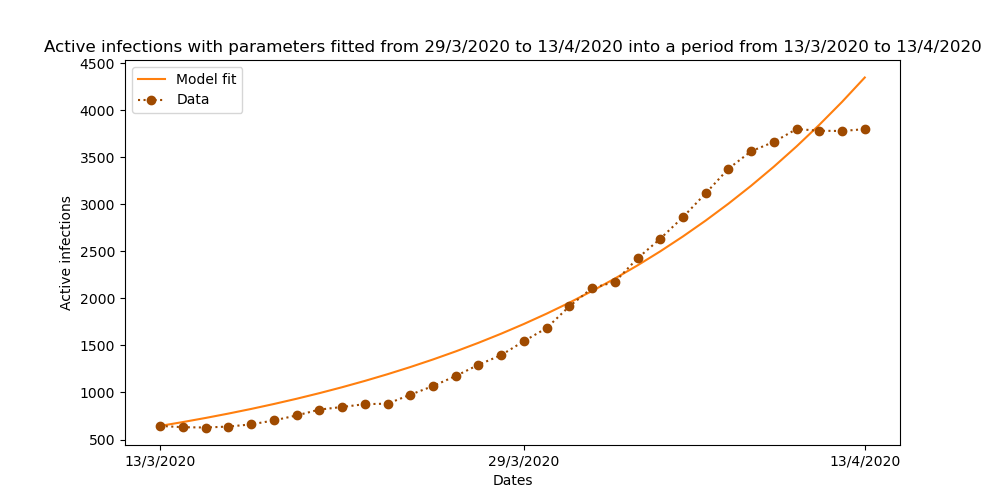 Active infections with parameters fitted from 29/3/2020 to 13/4/2020 into a period from 13/3/2020 to 13/4/2020
Model fit
Data
4500
4000
3500
3000
2500
2000
1500
1000
500
Active infections
13/3/2020
29/3/2020
13/4/2020
Dates